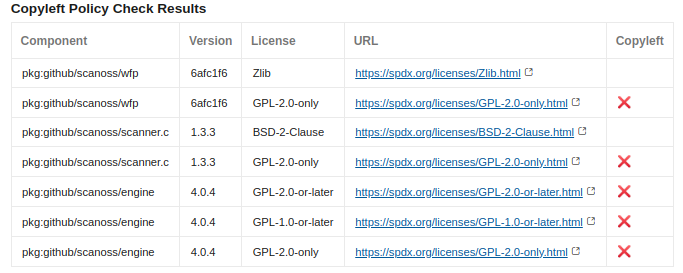 Copyleft Policy Check Results
Component Version License URL Copyleft
pkg:github/scanoss/wfp 6afc1f6 Zlib https://spdx.org/licenses/Zlib.html
pkg:github/scanoss/wfp 6afc1f6 GPL-2.0-only https://spdx.org/licenses/GPL-2.0-only.html ❌
pkg:github/scanoss/scanner.c 1.3.3 BSD-2-Clause https://spdx.org/licenses/BSD-2-Clause.html
pkg:github/scanoss/scanner.c 1.3.3 GPL-2.0-only https://spdx.org/licenses/GPL-2.0-only.html ❌
pkg:github/scanoss/engine 4.0.4 GPL-2.0-or-later https://spdx.org/licenses/GPL-2.0-or-later.html ❌
pkg:github/scanoss/engine 4.0.4 GPL-1.0-or-later https://spdx.org/licenses/GPL-1.0-or-later.html ❌
pkg:github/scanoss/engine 4.0.4 GPL-2.0-only https://spdx.org/licenses/GPL-2.0-only.html ❌